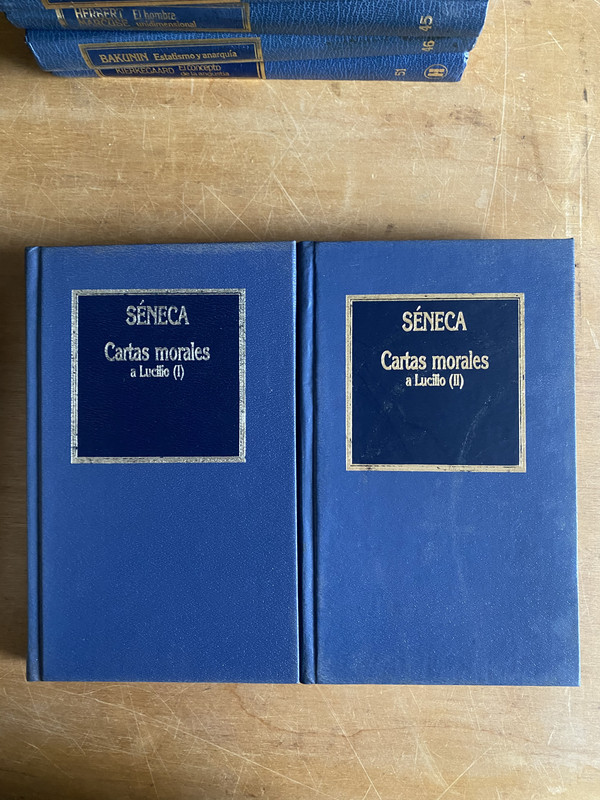 HERBERT El hombre
MARCUSE unidimensional
45
BAKUNIN Estatismo y anarquía
46
KIERKEGAARD El concepto
de la angustia
51
H
SÉNECA
Cartas morales
a Lucilio (I)
SÉNECA
Cartas morales
a Lucilio (II)